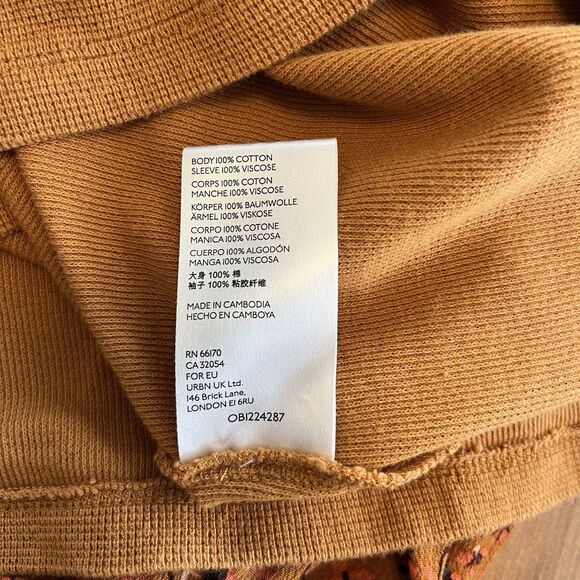 BODY 100% COTTON
SLEEVE 100% VISCOSE
CORPS 100% COTON
MANCHE 100% VISCOSE
KÖRPER 100% BAUMWOLLE
ÄRMEL 100% VISKOSE
CORPO 100% COTONE
MANICA 100% VISCOSA
CUERPO 100% ALGODÓN
MANGA 100% VISCOSA
大身 100% 棉
袖子 100% 粘胶纤维
MADE IN CAMBODIA
HECHO EN CAMBOYA
RN 66170
CA 32054
FOR EU
URBN UK Ltd.
146 Brick Lane,
LONDON E1 6RU
OB1224287